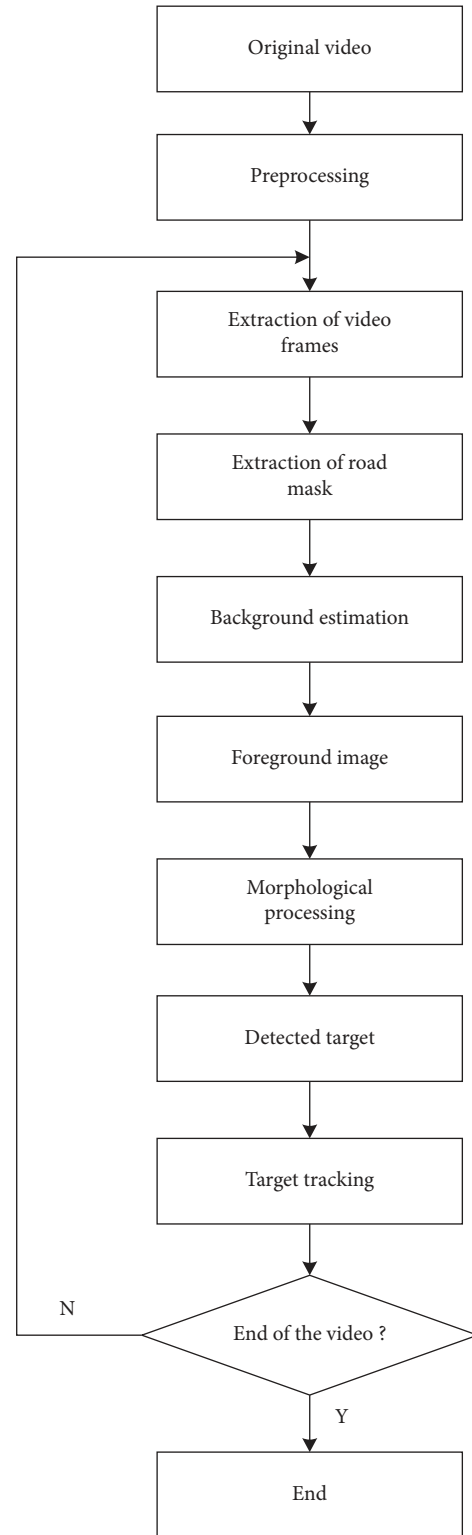 Original video
Preprocessing
Extraction of video
frames
Extraction of road
mask
Background estimation
Foreground image
Morphological
processing
Detected target
Target tracking
N
End of the video ?
Y
End